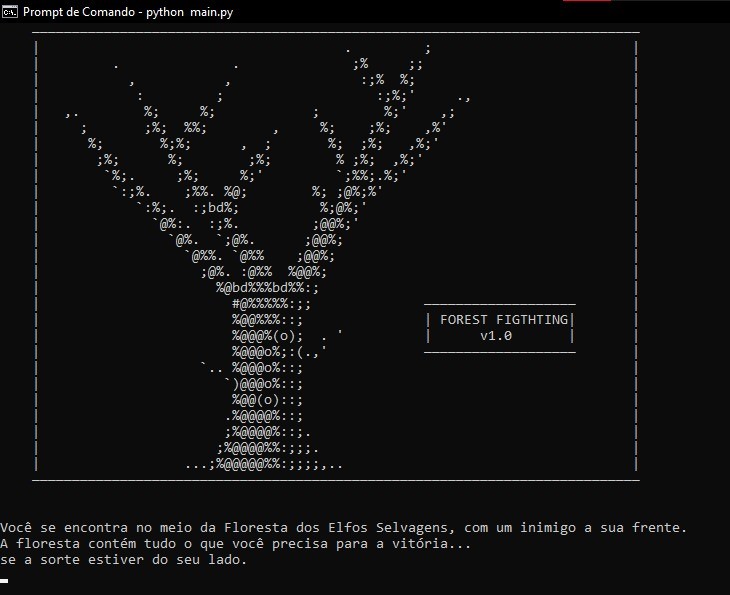 Prompt de Comando - python main.py
FOREST FIGTHTING
v1.0
Você se encontra no meio da Floresta dos Elfos Selvagens, com um inimigo a sua frente.
A floresta contém tudo o que você precisa para a vitória...
se a sorte estiver do seu lado.